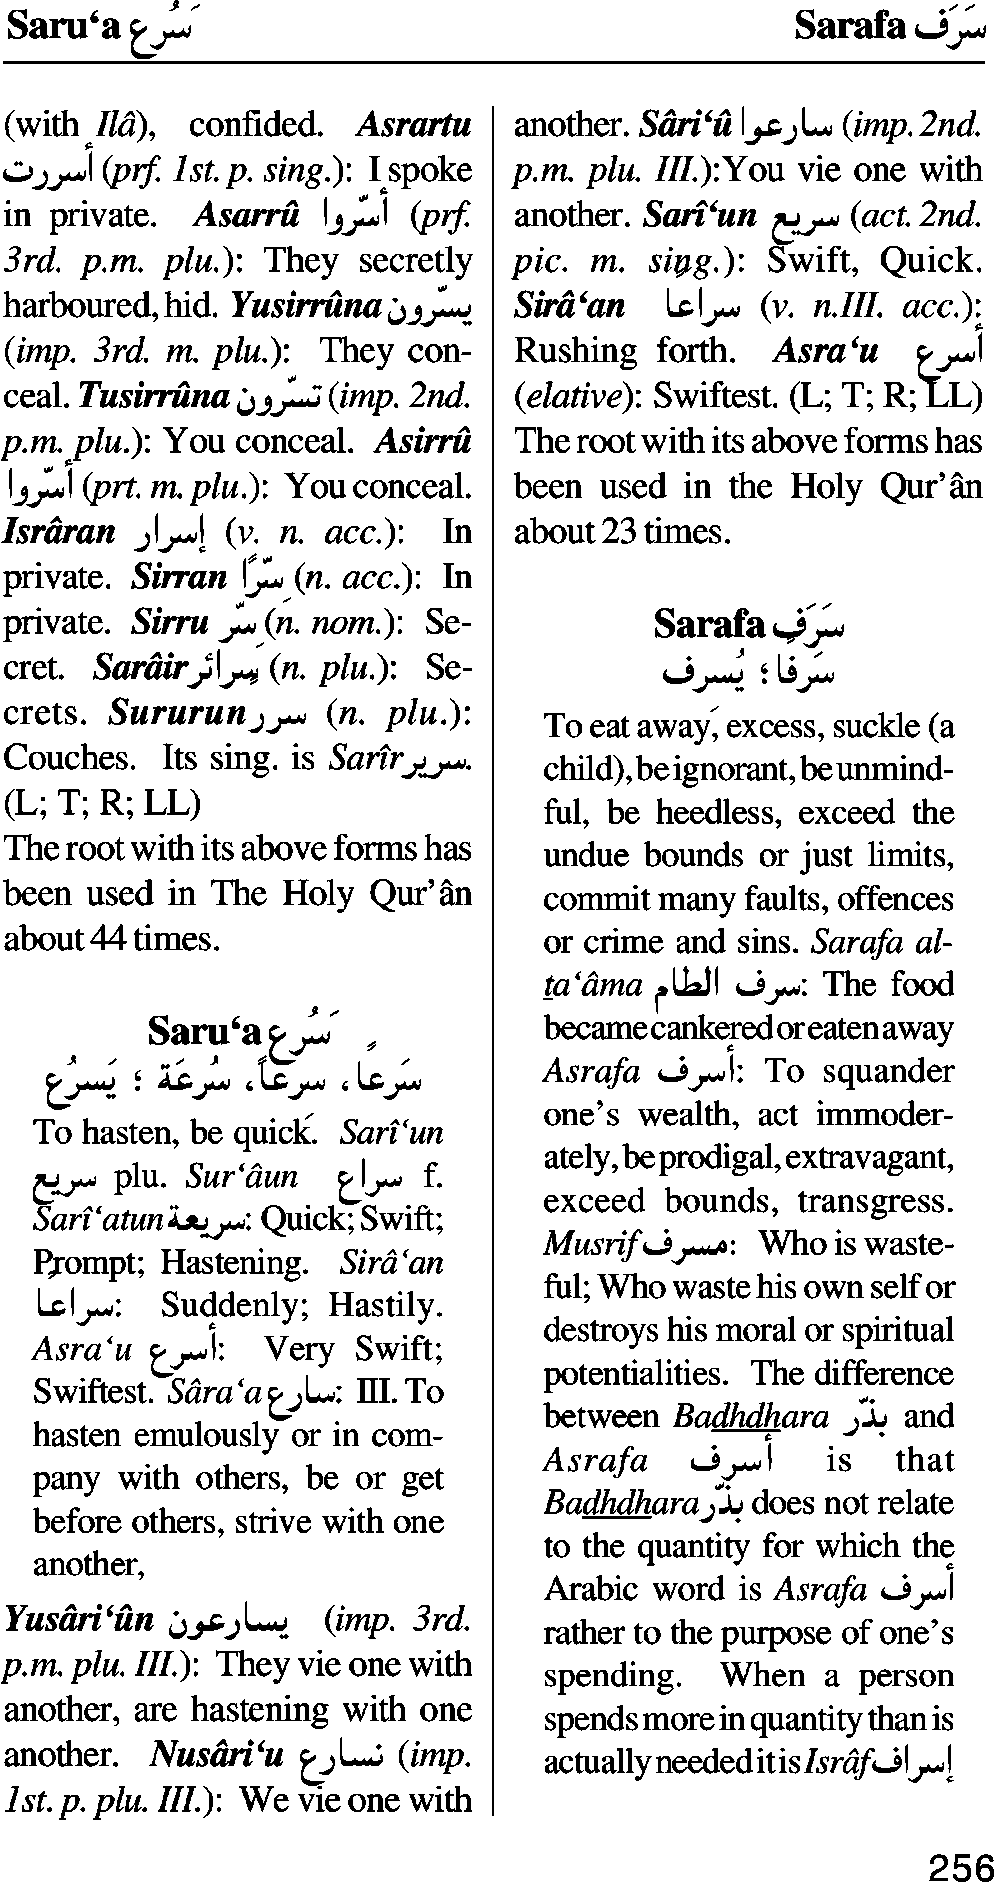 Saru‘a سَرُع
Sarafa سَرَف
(with Ilâ), confided. Asrartu
أسررت (prf. 1st. p. sing.): I spoke
in private. Asarrû أسّروا (prf.
3rd. p.m. plu.): They secretly
harboured, hid. Yusirrûna يسّرون
(imp. 3rd. m. plu.): They con-
ceal. Tusirrûna تسّرون (imp. 2nd.
p.m. plu.): You conceal. Asirrû
أسّروا (prt. m. plu.): You conceal.
Isrâran إسرار (v. n. acc.): In
private. Sirran سِرًّا (n. acc.): In
private. Sirru سِرّ (n. nom.): Se-
cret. Sarâir سرائر (n. plu.): Se-
crets. Sururun سرر (n. plu.):
Couches. Its sing. is Sarîr سرير.
(L; T; R; LL)
The root with its above forms has
been used in The Holy Qur’ân
about 44 times.
Saru‘a سَرُع
سَرِعاً، سرعاً، سُرعَة ؛ يَسرُع
To hasten, be quick. Sarî‘un
سريع plu. Sur‘âun سراع f.
Sarî‘atun سريعة: Quick; Swift;
Prompt; Hastening. Sirâ‘an
سراعا: Suddenly; Hastily.
Asra‘u أسرع: Very Swift;
Swiftest. Sâra‘a سارع: III. To
hasten emulously or in com-
pany with others, be or get
before others, strive with one
another,
Yusâri‘ûn يسارعون (imp. 3rd.
p.m. plu. III.): They vie one with
another, are hastening with one
another. Nusâri‘u نسارع (imp.
1st. p. plu. III.): We vie one with
another. Sâri‘û سارعوا (imp. 2nd.
p.m. plu. III.):You vie one with
another. Sarî‘un سريع (act. 2nd.
pic. m. sing.): Swift, Quick.
Sirâ‘an سراعا (v. n.III. acc.):
Rushing forth. Asra‘u أسرع
(elative): Swiftest. (L; T; R; LL)
The root with its above forms has
been used in the Holy Qur’ân
about 23 times.
Sarafa سَرَفٍ
سَرفا ؛ يُسرف
To eat away, excess, suckle (a
child), be ignorant, be unmind-
ful, be heedless, exceed the
undue bounds or just limits,
commit many faults, offences
or crime and sins. Sarafa al-
ta‘âma سرف الطام: The food
became cankered or eaten away
Asrafa أسرف: To squander
one’s wealth, act immoder-
ately, be prodigal, extravagant,
exceed bounds, transgress.
Musrif مسرف: Who is waste-
ful; Who waste his own self or
destroys his moral or spiritual
potentialities. The difference
between Badhdhara بذّر and
Asrafa أسرف is that
Badhdhara بذّر does not relate
to the quantity for which the
Arabic word is Asrafa أسرف
rather to the purpose of one’s
spending. When a person
spends more in quantity than is
actually needed it is Isrâf إسراف
256